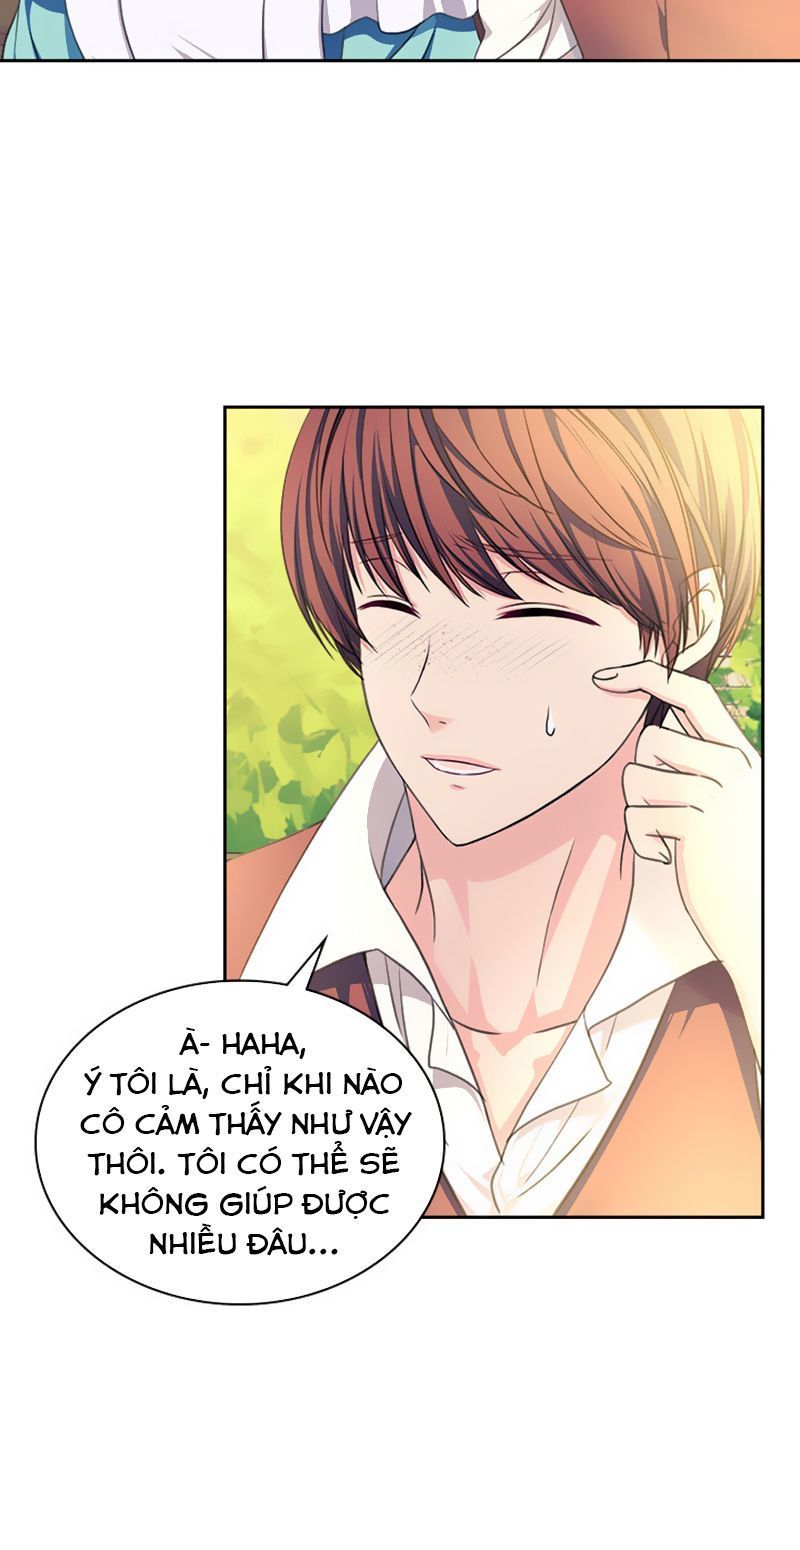 À- HAHA,
Ý TÔI LÀ, CHỈ KHI NÀO
CÔ CẢM THẤY NHƯ VẬY
THÔI. TÔI CÓ THỂ SẼ
KHÔNG GIÚP ĐƯỢC
NHIỀU ĐÂU...